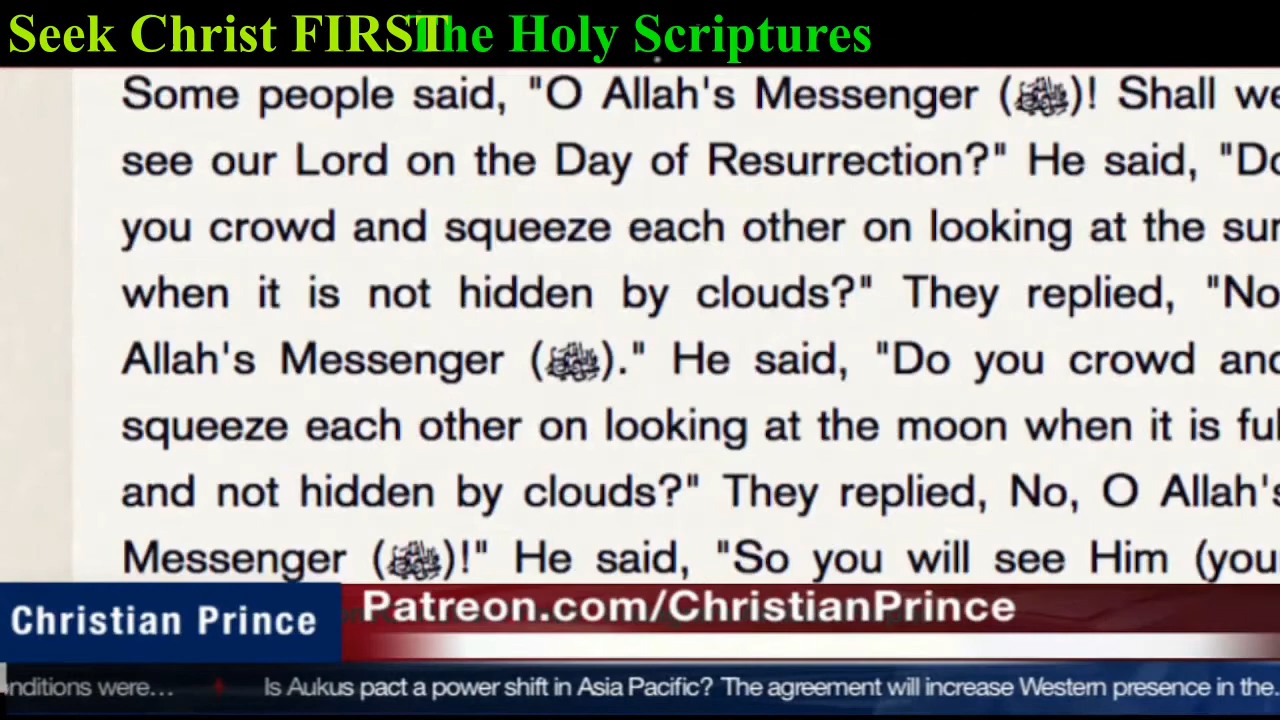 Seek Christ FIRST The Holy Scriptures
Some people said, "O Allah's Messenger (ﷺ)! Shall we
see our Lord on the Day of Resurrection?" He said, "Do
you crowd and squeeze each other on looking at the sun
when it is not hidden by clouds?" They replied, "No
Allah's Messenger (ﷺ)." He said, "Do you crowd and
squeeze each other on looking at the moon when it is full
and not hidden by clouds?" They replied, No, O Allah's
Messenger (ﷺ)!" He said, "So you will see Him (your
Christian Prince
Patreon.com/ChristianPrince
nditions were... Is Aukus pact a power shift in Asia Pacific? The agreement will increase Western presence in the.